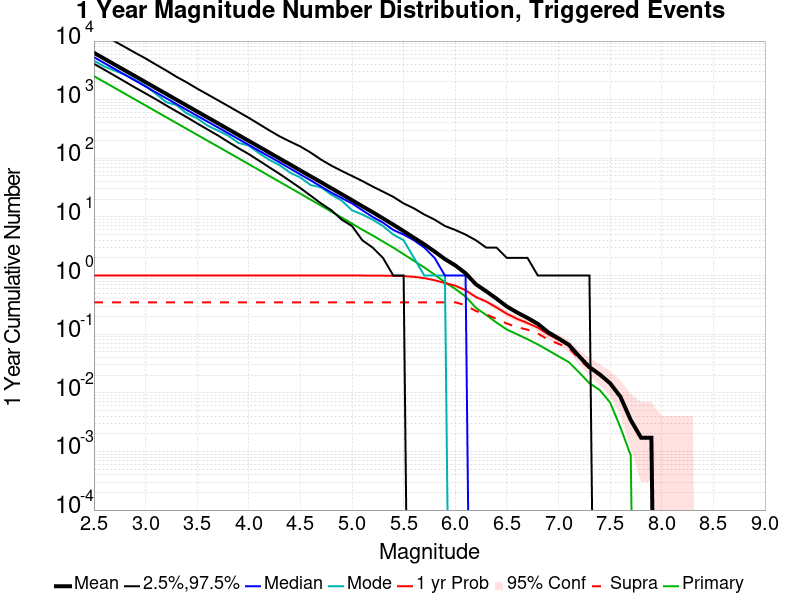 1 Year Magnitude Number Distribution, Triggered Events
1 Year Cumulative Number
10^4
10^3
10^2
10^1
10^0
10^-1
10^-2
10^-3
10^-4
2.5 3.0 3.5 4.0 4.5 5.0 5.5 6.0 6.5 7.0 7.5 8.0 8.5 9.0
Magnitude
Mean 2.5%,97.5% Median Mode 1 yr Prob 95% Conf Supra Primary